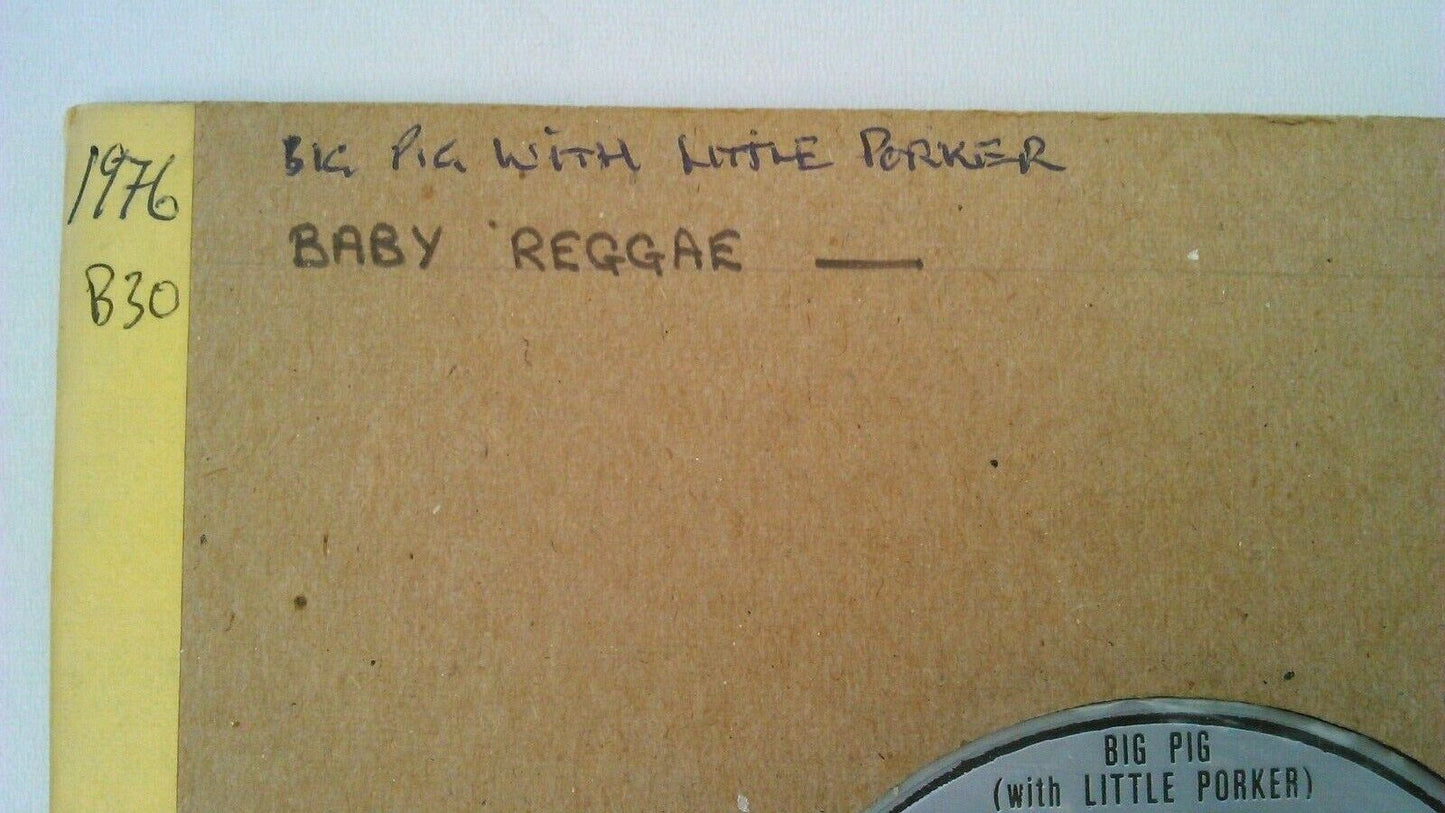 1976
B30
BIG PIG WITH LITTLE PORKER
BABY REGGAE —
BIG PIG
(with LITTLE PORKER)